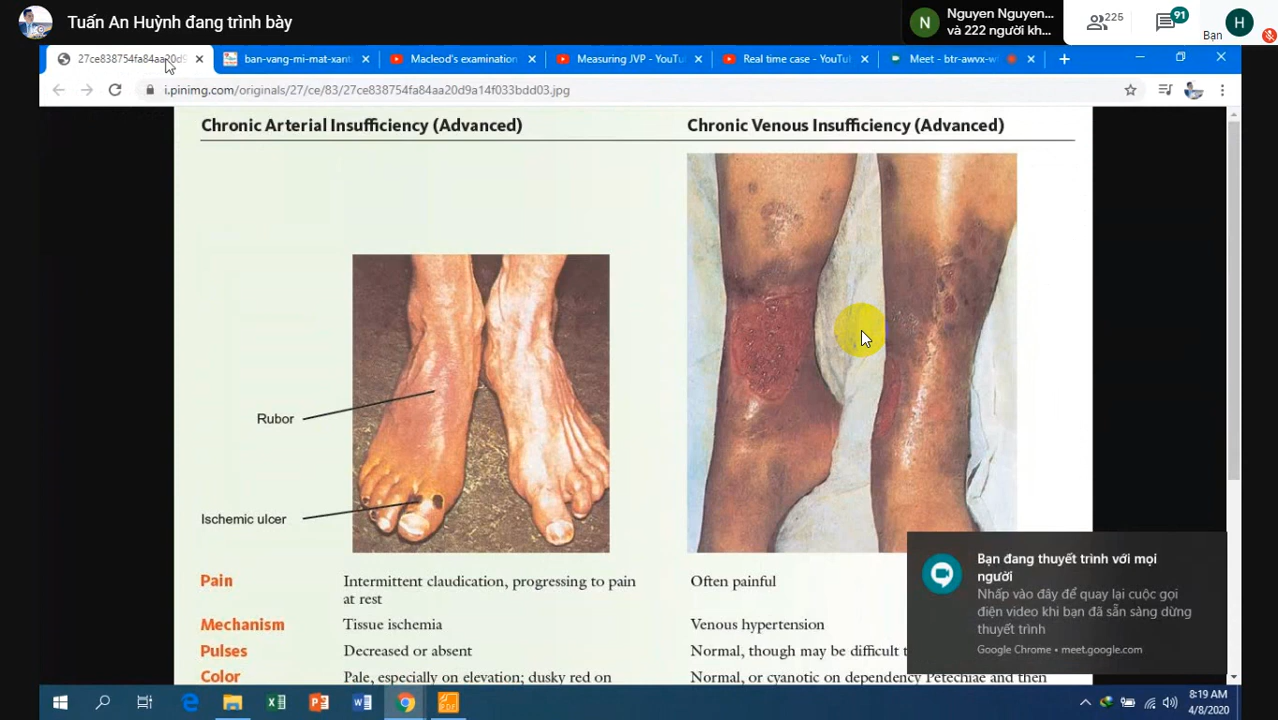 Tuấn An Huỳnh đang trình bày
N
Nguyen Nguyen...
và 222 người kh...
225
91
Bạn
H
27ce838754fa84aa20d9
ban-vang-mi-mat-xant
Macleod's examination
Measuring JVP - YouTu
Real time case - YouTu
Meet - btr-awvx-w
i.pinimg.com/originals/27/ce/83/27ce838754fa84aa20d9a14f033bdd03.jpg
Chronic Arterial Insufficiency (Advanced)
Chronic Venous Insufficiency (Advanced)
Rubor
Ischemic ulcer
Pain
Intermittent claudication, progressing to pain
at rest
Often painful
Mechanism
Tissue ischemia
Venous hypertension
Pulses
Decreased or absent
Normal, though may be difficult t
Color
Pale, especially on elevation; dusky red on
Normal, or cyanotic on dependency Petechiae and then
Bạn đang thuyết trình với mọi
người
Nhấp vào đây để quay lại cuộc gọi
điện video khi bạn đã sẵn sàng dừng
thuyết trình
Google Chrome • meet.google.com
8:19 AM
4/8/2020